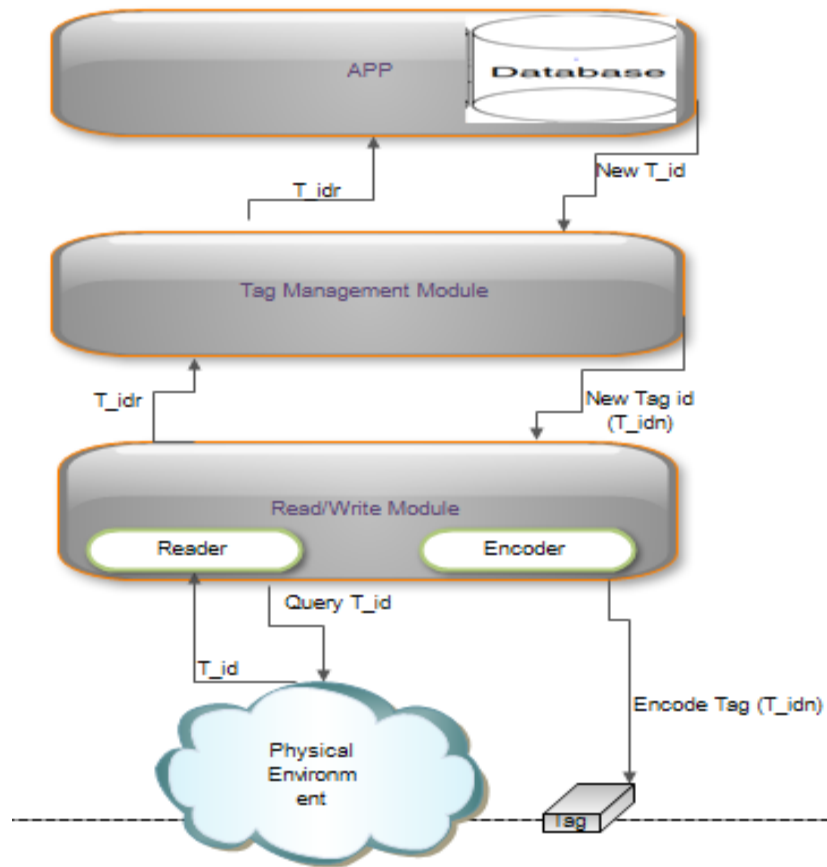 APP
Database
T_idr
New T_id
Tag Management Module
T_idr
New Tag id
(T_idn)
Read/Write Module
Reader
Encoder
Query T_id
T_id
Encode Tag (T_idn)
Physical
Environm
ent
Tag